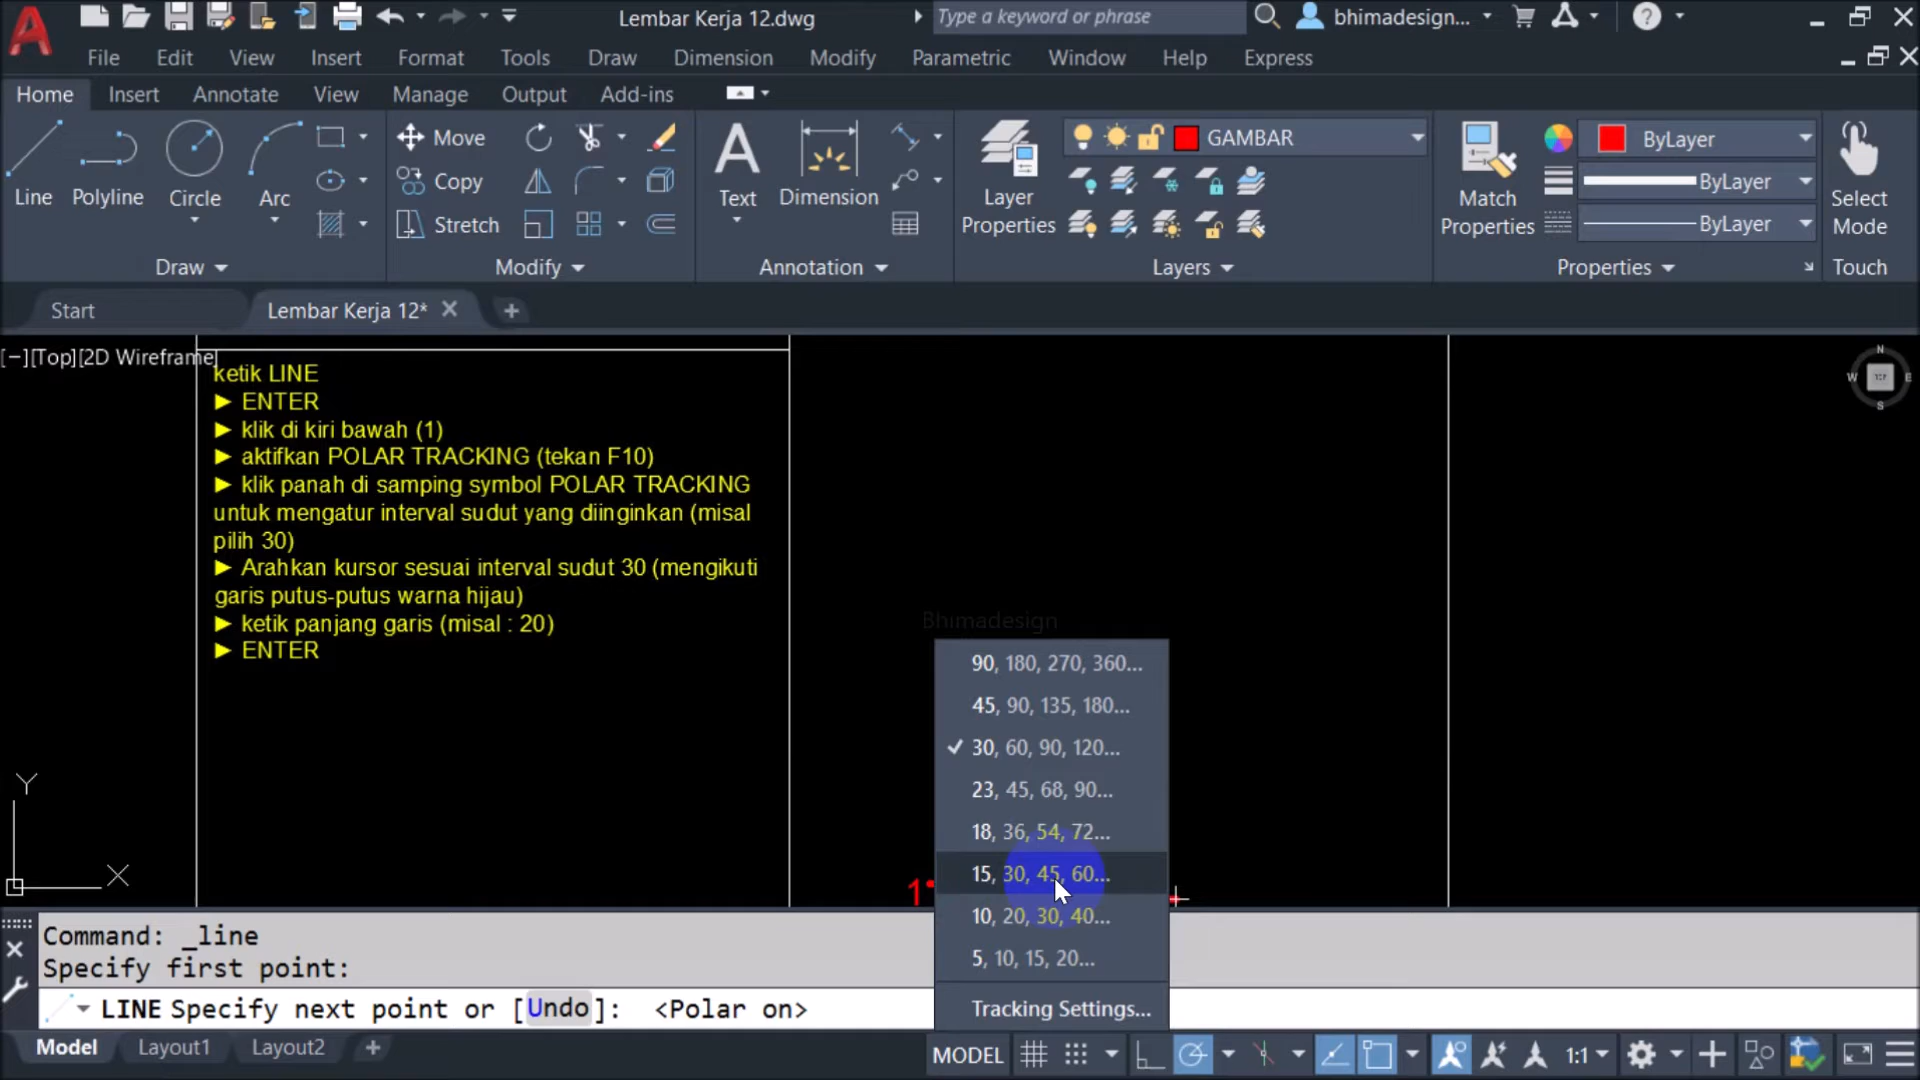 Lembar Kerja 12.dwg
Type a keyword or phrase
bhimadesign...
File Edit View Insert Format Tools Draw Dimension Modify Parametric Window Help Express
Home Insert Annotate View Manage Output Add-ins
Line Polyline Circle Arc
Move
Copy
Stretch
Text Dimension
Layer Properties
GAMBAR
Match Properties
ByLayer
ByLayer
ByLayer
Select Mode
Draw Modify Annotation Layers Properties Touch
Start Lembar Kerja 12*
[−][Top][2D Wireframe]
N
W E
S
ketik LINE
► ENTER
► klik di kiri bawah (1)
► aktifkan POLAR TRACKING (tekan F10)
► klik panah di samping symbol POLAR TRACKING
untuk mengatur interval sudut yang diinginkan (misal
pilih 30)
► Arahkan kursor sesuai interval sudut 30 (mengikuti
garis putus-putus warna hijau)
► ketik panjang garis (misal : 20)
► ENTER
Bhimadesign
90, 180, 270, 360...
45, 90, 135, 180...
30, 60, 90, 120...
23, 45, 68, 90...
18, 36, 54, 72...
15, 30, 45, 60...
10, 20, 30, 40...
5, 10, 15, 20...
Tracking Settings...
Y
X
1
Command: _line
Specify first point:
LINE Specify next point or [Undo]: <Polar on>
Model Layout1 Layout2
MODEL
1:1